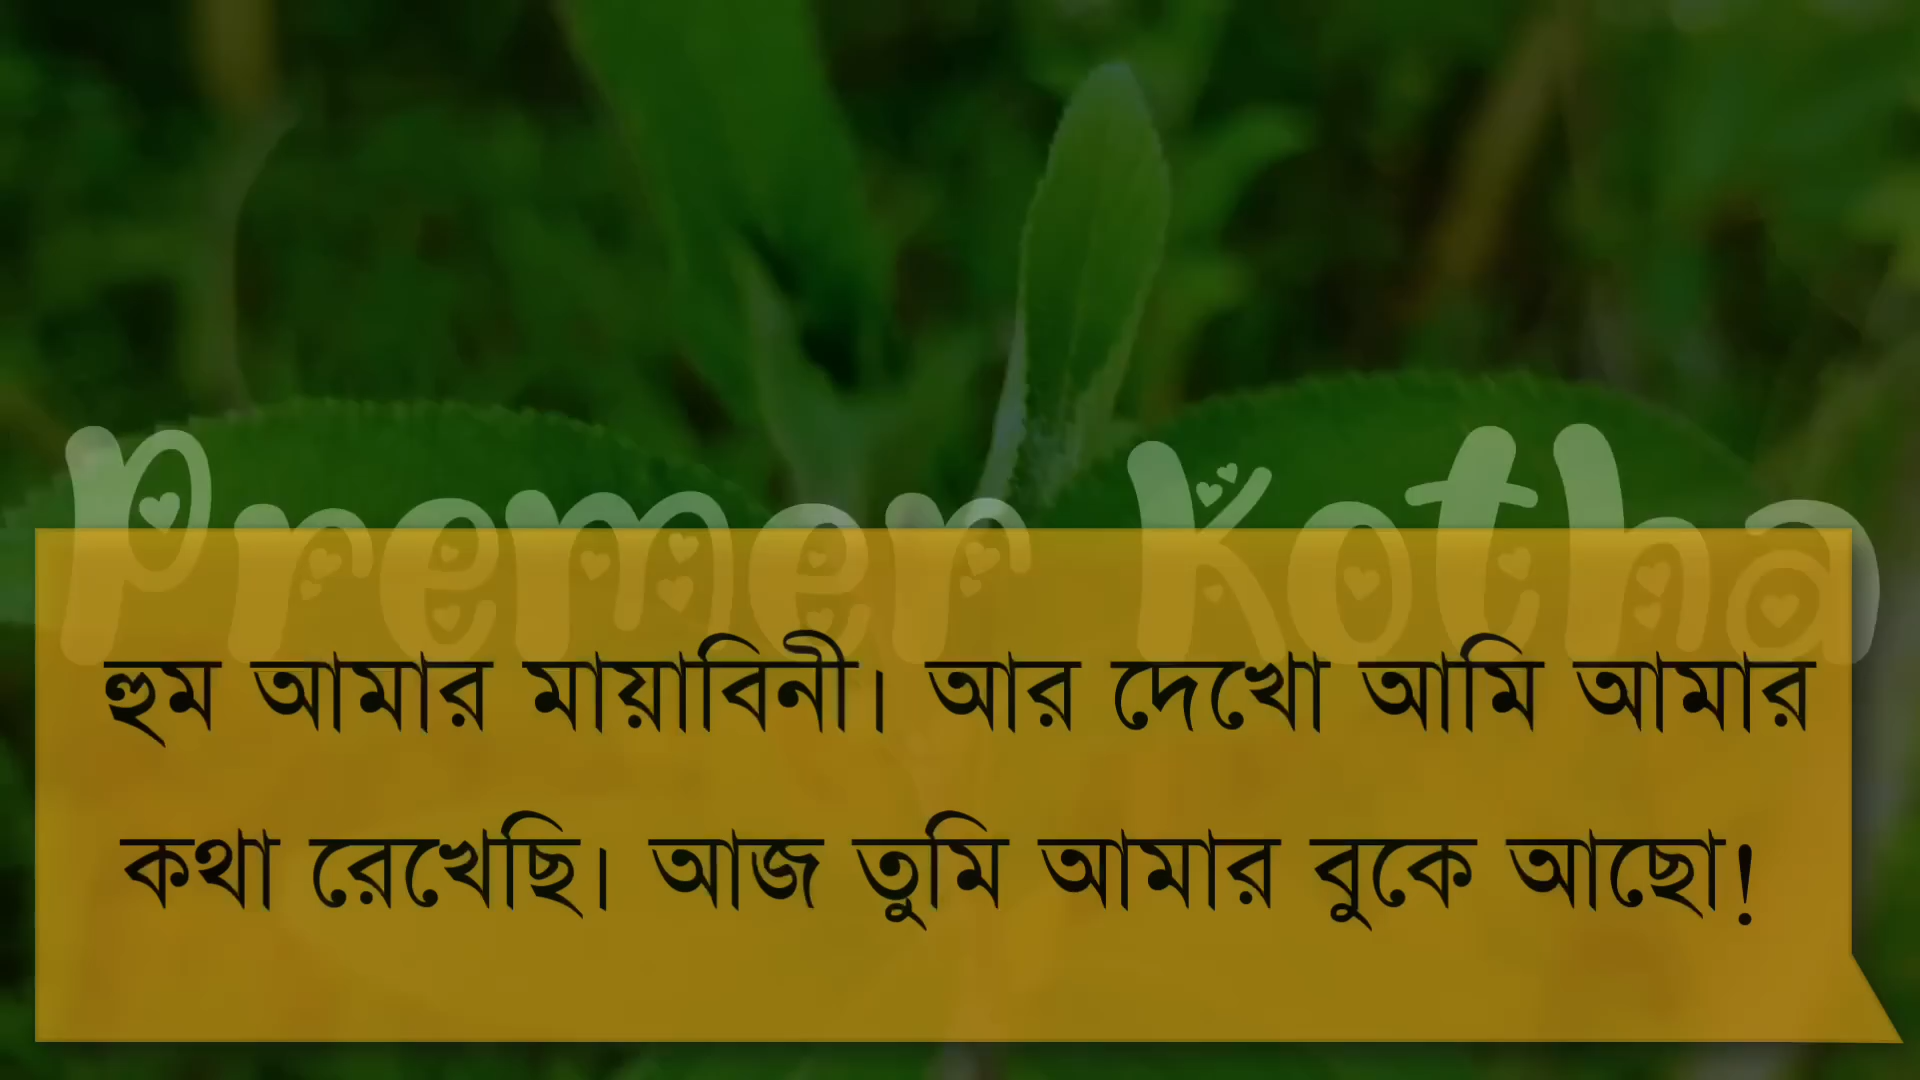 Premer Kotha
হুম আমার মায়াবিনী। আর দেখো আমি আমার
কথা রেখেছি। আজ তুমি আমার বুকে আছো!